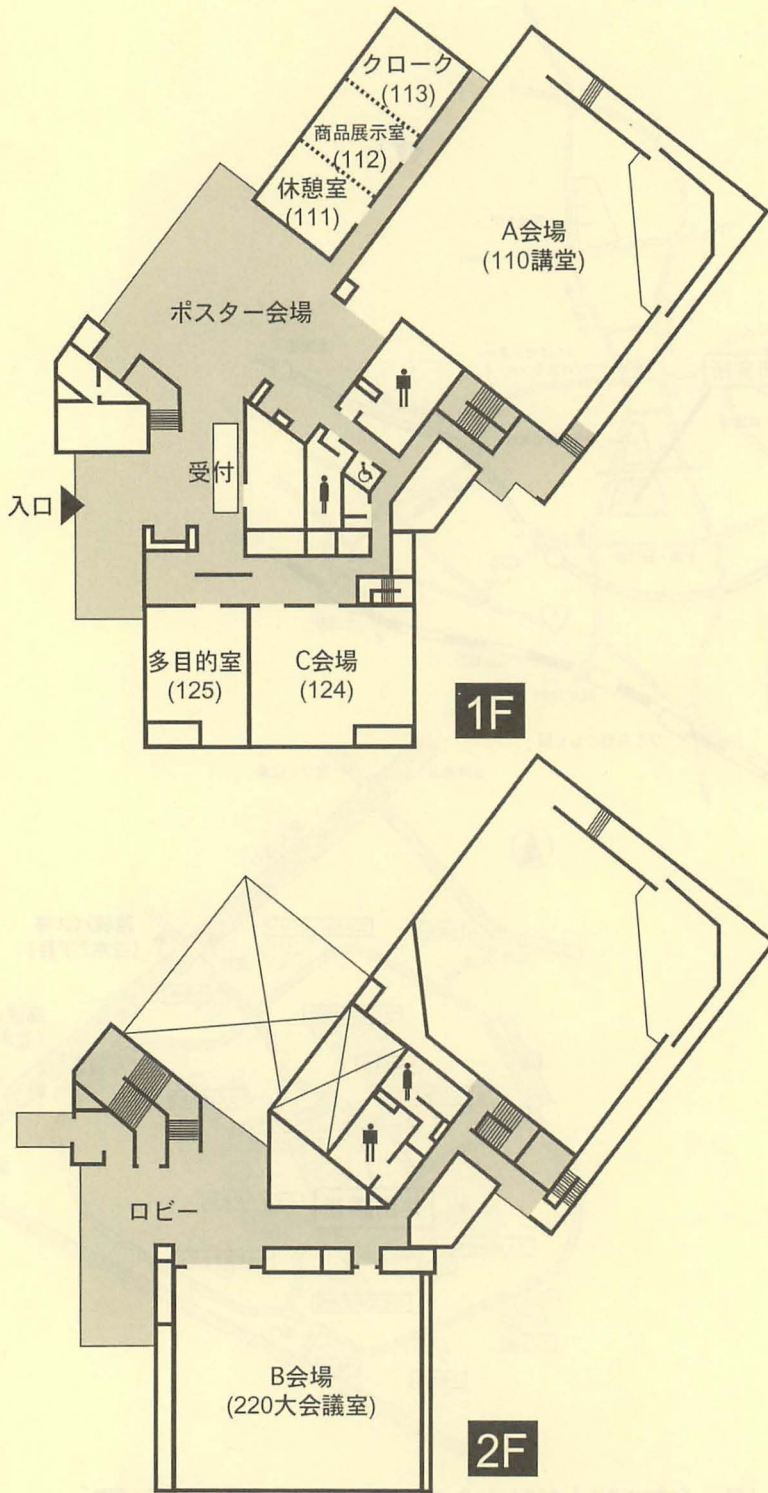 クローク
(113)
商品展示室
(112)
休憩室
(111)
A会場
(110講堂)
ポスター会場
受付
入口
多目的室
(125)
C会場
(124)
1F
ロビー
B会場
(220大会議室)
2F